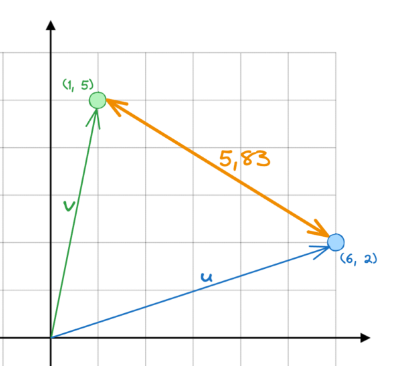 (1, 5)
5,83
v
u
(6, 2)